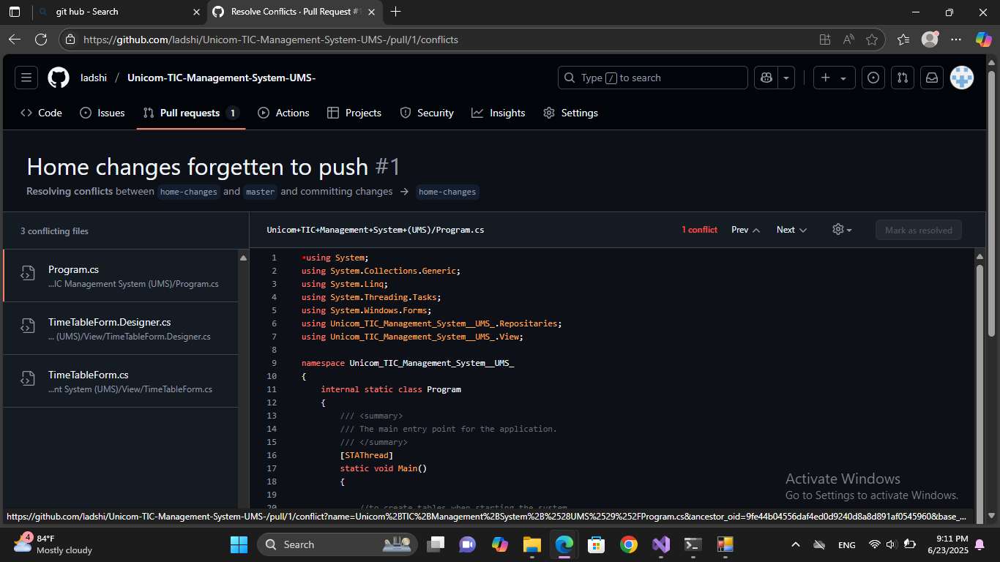 git hub - Search
Resolve Conflicts · Pull Request #1
https://github.com/ladshi/Unicom-TIC-Management-System-UMS-/pull/1/conflicts
ladshi / Unicom-TIC-Management-System-UMS-
Type / to search
Code Issues Pull requests 1 Actions Projects Security Insights Settings
Home changes forgetten to push #1
Resolving conflicts between home-changes and master and committing changes → home-changes
3 conflicting files
Unicom+TIC+Management+System+(UMS)/Program.cs 1 conflict Prev Next Mark as resolved
Program.cs
...IC Management System (UMS)/Program.cs
TimeTableForm.Designer.cs
... (UMS)/View/TimeTableForm.Designer.cs
TimeTableForm.cs
...nt System (UMS)/View/TimeTableForm.cs
1 using System;
2 using System.Collections.Generic;
3 using System.Linq;
4 using System.Threading.Tasks;
5 using System.Windows.Forms;
6 using Unicom_TIC_Management_System__UMS_.Repositaries;
7 using Unicom_TIC_Management_System__UMS_.View;
8
9 namespace Unicom_TIC_Management_System__UMS_
10 {
11 internal static class Program
12 {
13 /// <summary>
14 /// The main entry point for the application.
15 /// </summary>
16 [STAThread]
17 static void Main()
18 {
19
20 //to create tables when starting the system
Activate Windows
Go to Settings to activate Windows.
https://github.com/ladshi/Unicom-TIC-Management-System-UMS-/pull/1/conflict?name=Unicom%2BTIC%2BManagement%2BSystem%2B%2528UMS%2529%252FProgram.cs&ancestor_oid=9fe44b04556daf4ed0d9240d8a8d891af0545960&base_...
4
84°F
Mostly cloudy
Search
ENG
9:11 PM
6/23/2025